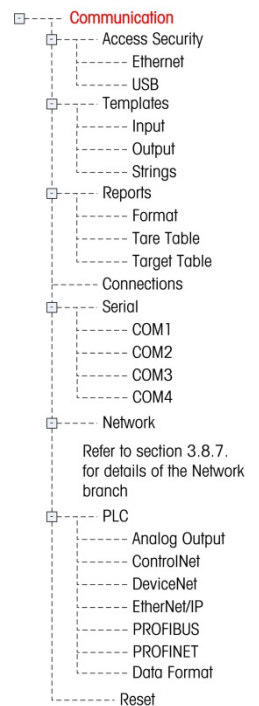 Communication
Access Security
Ethernet
USB
Templates
Input
Output
Strings
Reports
Format
Tare Table
Target Table
Connections
Serial
COM1
COM2
COM3
COM4
Network
Refer to section 3.8.7.
for details of the Network
branch
PLC
Analog Output
ControlNet
DeviceNet
EtherNet/IP
PROFIBUS
PROFINET
Data Format
Reset